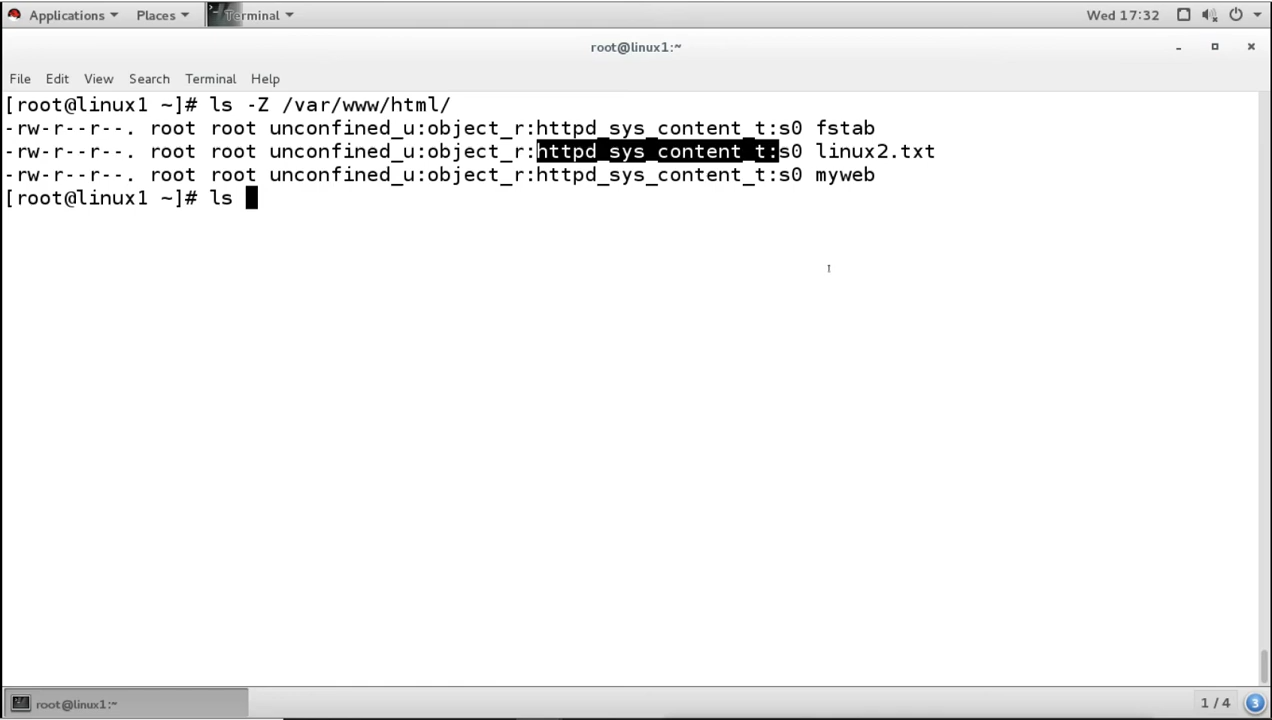 Applications Places Terminal Wed 17:32
root@linux1:~
File Edit View Search Terminal Help
[root@linux1 ~]# ls -Z /var/www/html/
-rw-r--r--. root root unconfined_u:object_r:httpd_sys_content_t:s0 fstab
-rw-r--r--. root root unconfined_u:object_r:httpd_sys_content_t:s0 linux2.txt
-rw-r--r--. root root unconfined_u:object_r:httpd_sys_content_t:s0 myweb
[root@linux1 ~]# ls
root@linux1:~ 1 / 4 3